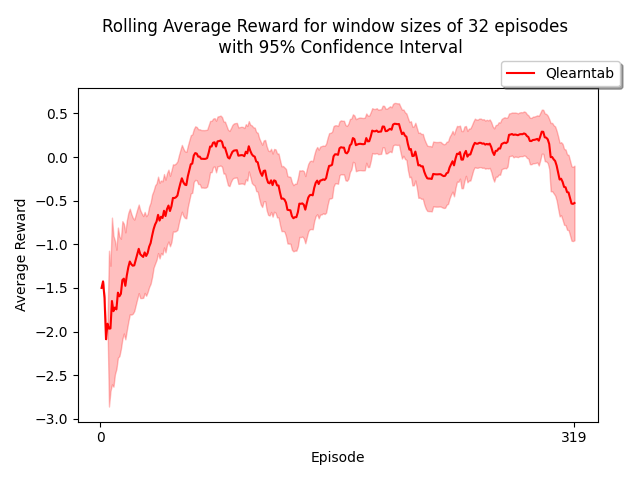 Rolling Average Reward for window sizes of 32 episodes
with 95% Confidence Interval
Qlearntab
0.5
0.0
−0.5
−1.0
−1.5
−2.0
−2.5
−3.0
Average Reward
0
319
Episode